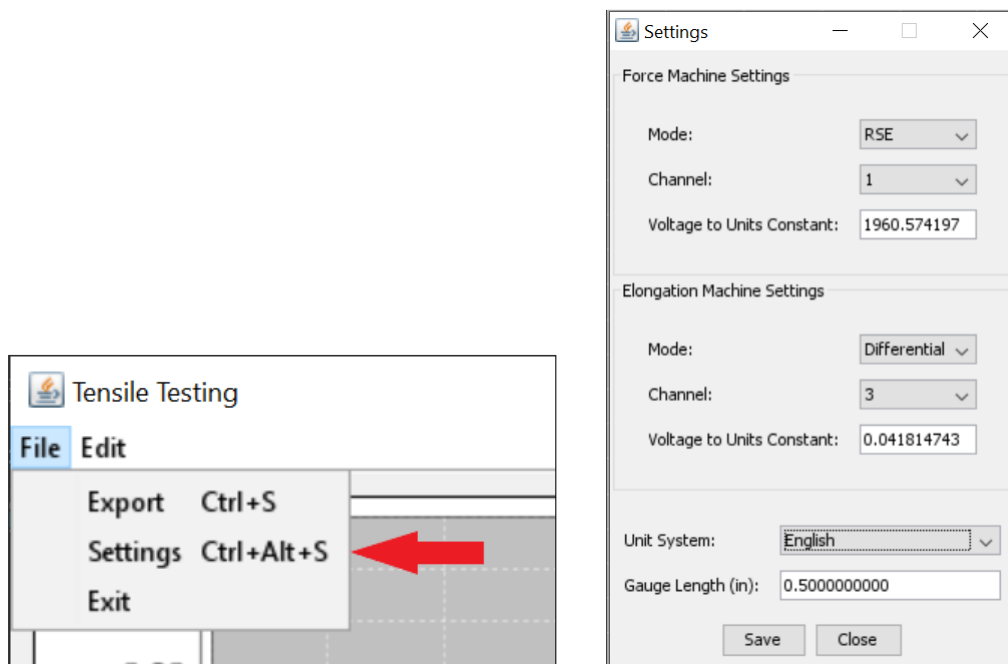 Tensile Testing
File Edit
Export Ctrl+S
Settings Ctrl+Alt+S
Exit
Settings
Force Machine Settings
Mode: RSE
Channel: 1
Voltage to Units Constant: 1960.574197
Elongation Machine Settings
Mode: Differential
Channel: 3
Voltage to Units Constant: 0.041814743
Unit System: English
Gauge Length (in): 0.5000000000
Save Close